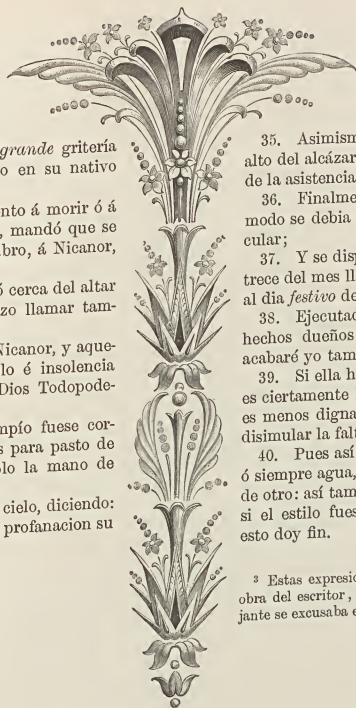 grande gritería
o en su nativo
nto á morir ó á
, mandó que se
bro, á Nicanor,
ó cerca del altar
zo llamar tam-
Nicanor, y aque-
lo é insolencia
Dios Todopode-
mpío fuese cor-
s para pasto de
olo la mano de
cielo, diciendo:
profanacion su
35. Asimism
alto del alcázar
de la asistencia
36. Finalme
modo se debia
cular;
37. Y se disp
trece del mes ll
al dia festivo de
38. Ejecutad
hechos dueños
acabaré yo tam
39. Si ella h
es ciertamente
es menos digna
disimular la falt
40. Pues así
ó siempre agua,
de otro: así tam
si el estilo fues
esto doy fin.
3 Estas expresio
obra del escritor,
jante se excusaba e